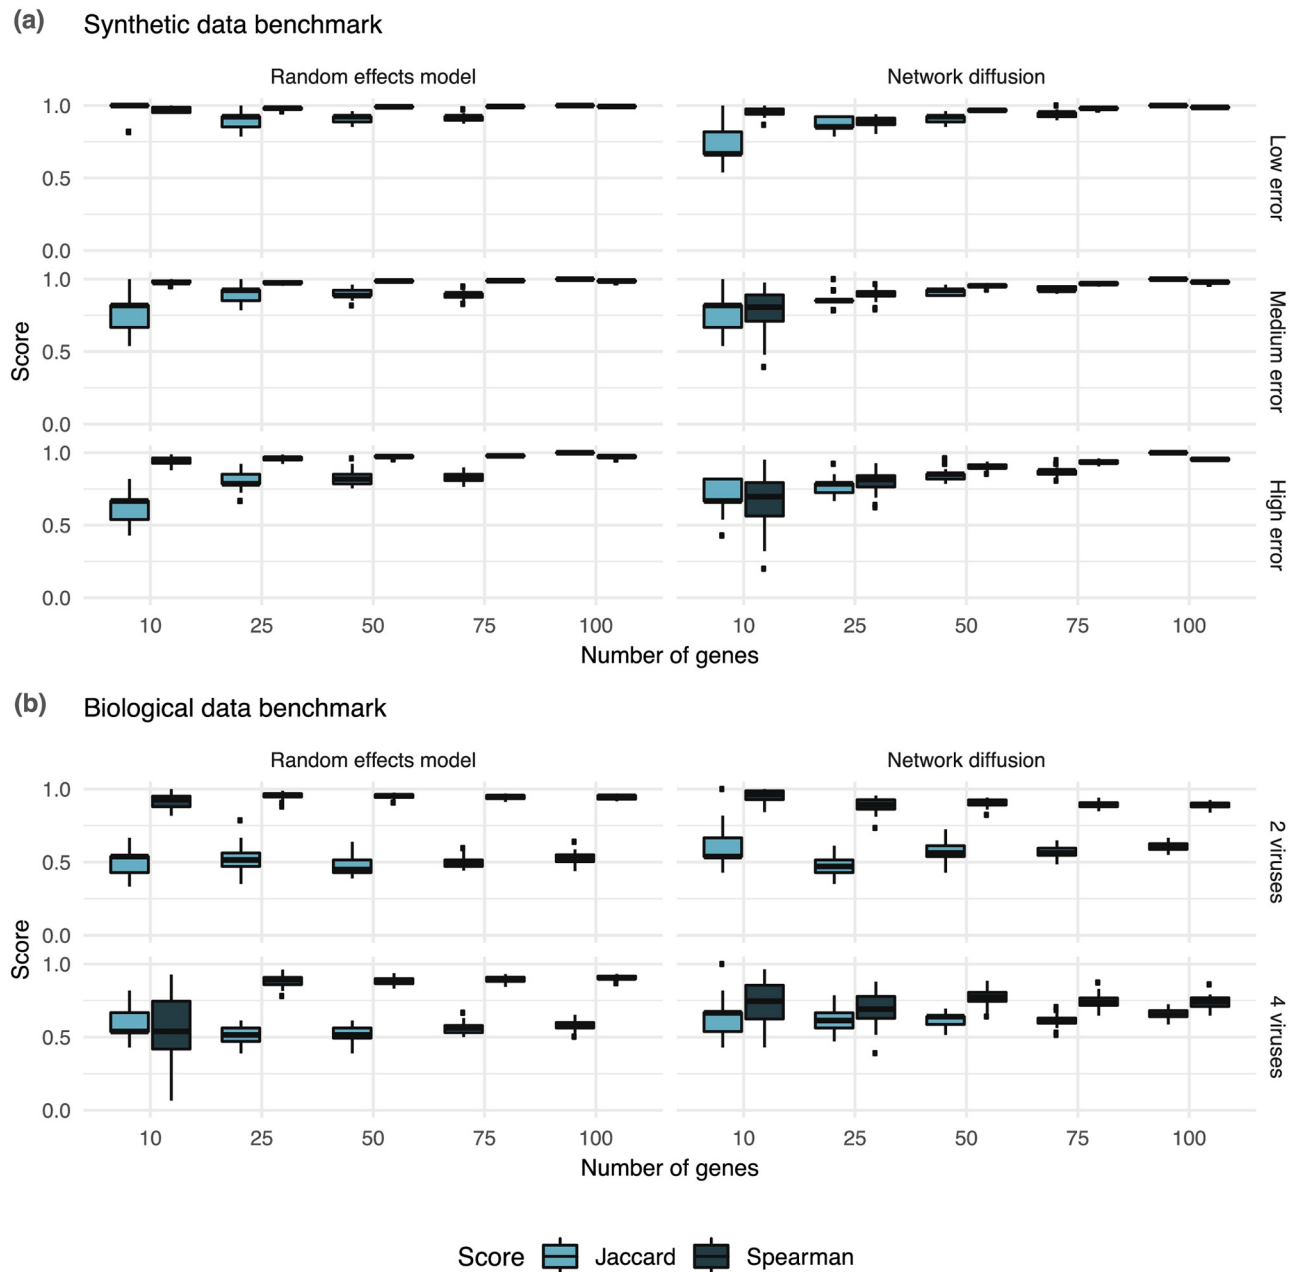 (a) Synthetic data benchmark
Random effects model Network diffusion
1.0
0.5
0.0
Low error
1.0
0.5
0.0
Medium error
1.0
0.5
0.0
High error
Score
10 25 50 75 100 10 25 50 75 100
Number of genes
(b) Biological data benchmark
Random effects model Network diffusion
1.0
0.5
0.0
2 viruses
1.0
0.5
0.0
4 viruses
Score
10 25 50 75 100 10 25 50 75 100
Number of genes
Score Jaccard Spearman